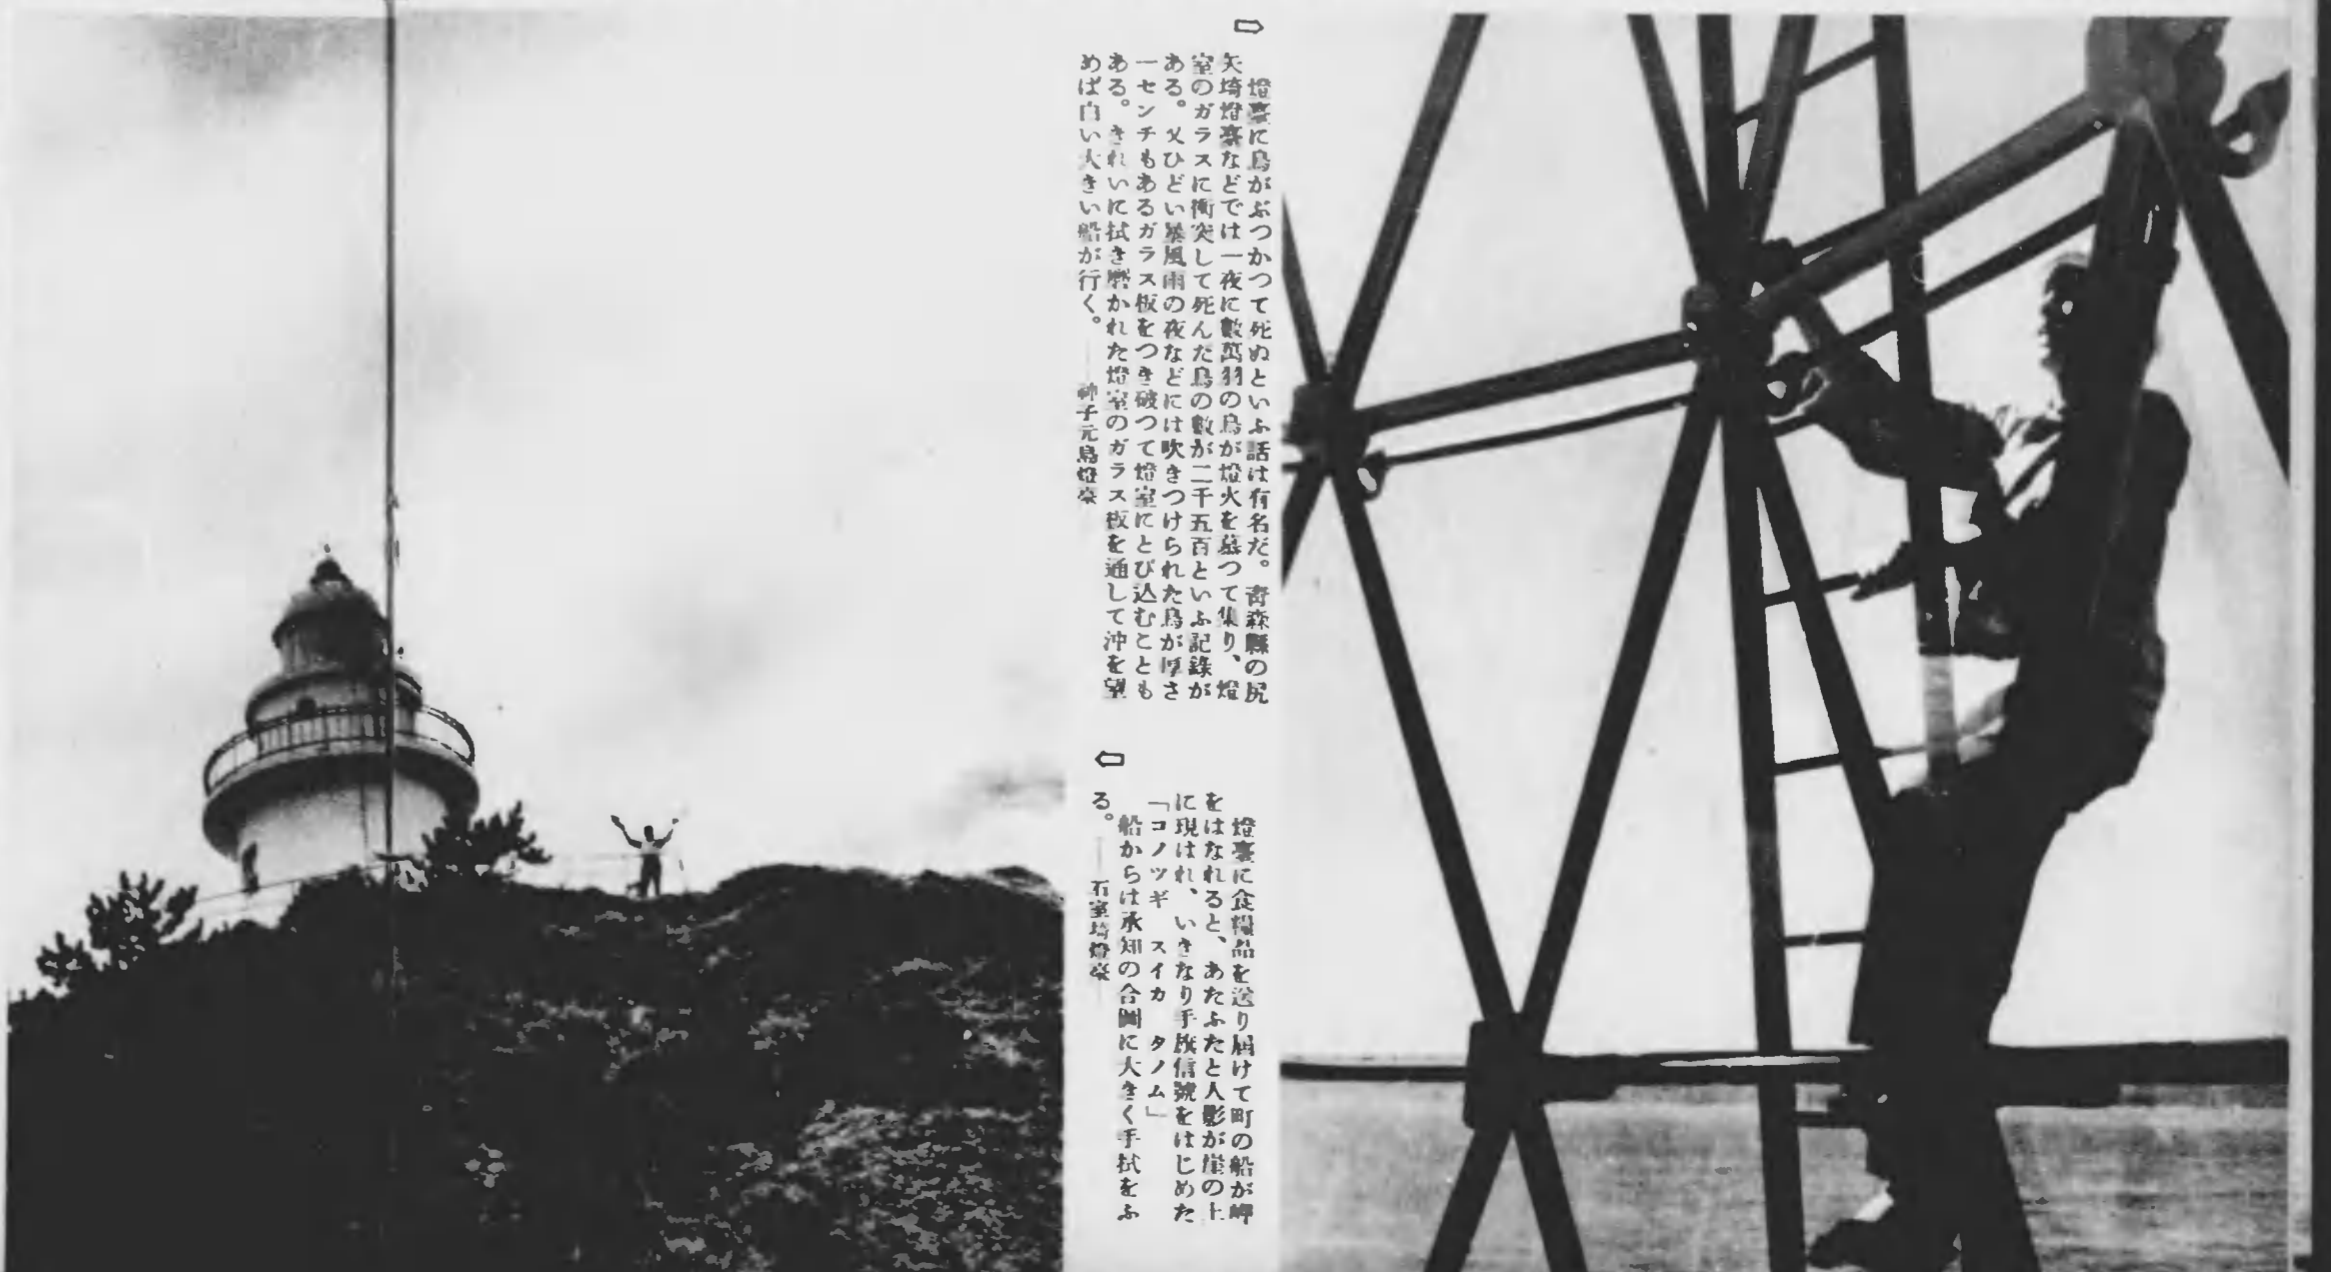 ⇨
燈臺に鳥がぶつかつて死ぬといふ話は有名だ。靑森縣の尻
矢埼燈臺などでは一夜に數萬羽の鳥が燈火を慕つて集り、燈
室のガラスに衝突して死んだ鳥の數が二千五百といふ記錄が
ある。又ひどい暴風雨の夜などには吹きつけられた鳥が厚さ
一センチもあるガラス板をつき破つて燈室にとび込むことも
ある。きれいに拭き磨かれた燈室のガラス板を通して沖を望
めば白い大きい船が行く。――神子元島燈臺
⇦
燈臺に食糧品を送り屆けて町の船が岬
をはなれると、あたふたと人影が崖の上
に現はれ、いきなり手旗信號をはじめた
「コノツギ スイカ タノム」
船からは承知の合圖に大きく手拭をふ
る。――石室埼燈臺